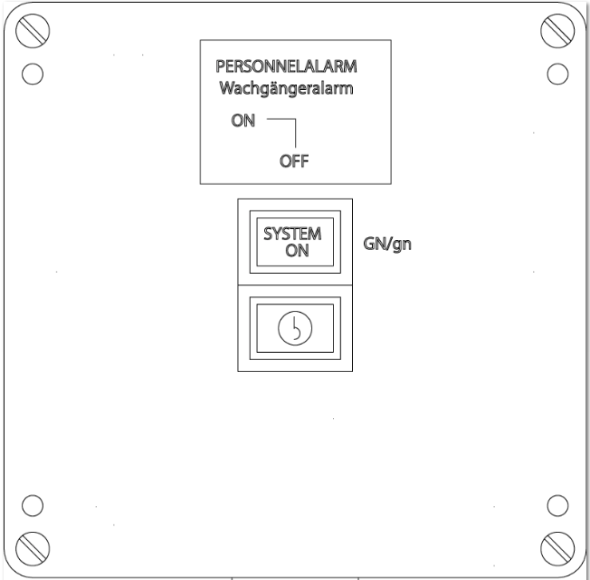 PERSONNELALARM
Wachgängeralarm
ON
OFF
SYSTEM
ON
GN/gn